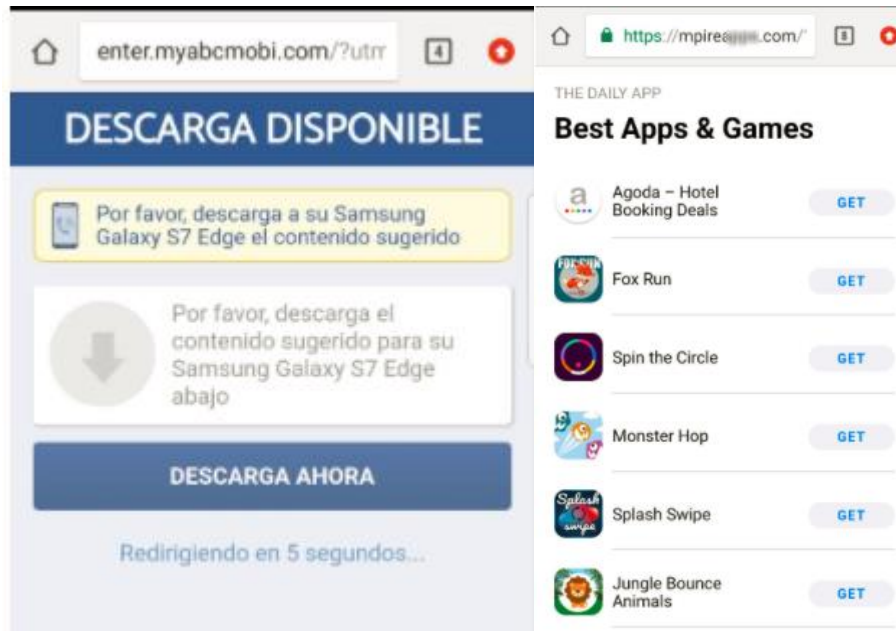 enter.myabcmobi.com/?utm
4
DESCARGA DISPONIBLE
Por favor, descarga a su Samsung
Galaxy S7 Edge el contenido sugerido
Por favor, descarga el
contenido sugerido para su
Samsung Galaxy S7 Edge
abajo
DESCARGA AHORA
Redirigiendo en 5 segundos...
https://mpirea .com/
8
THE DAILY APP
Best Apps & Games
a
Agoda – Hotel
Booking Deals
GET
FOX RUN
Fox Run
GET
Spin the Circle
GET
Monster Hop
GET
Splash
swipe
Splash Swipe
GET
Jungle Bounce
Animals
GET